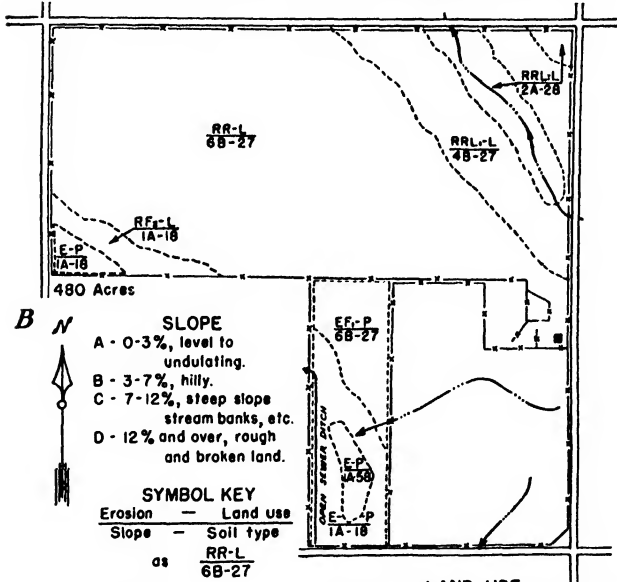 RRL₁-L
2A-28
RR-L
6B-27
RRL₁-L
4B-27
RF₂-L
1A-18
E-P
1A-18
480 Acres
B
N
SLOPE
A - 0-3%, level to
undulating.
B - 3-7%, hilly.
C - 7-12%, steep slope
stream banks, etc.
D - 12% and over, rough
and broken land.
SYMBOL KEY
Erosion — Land use
Slope — Soil type
as RR-L
6B-27
EF₁-P
6B-27
OPEN SEWER DITCH
E-P
1A-58
E-P
1A-18